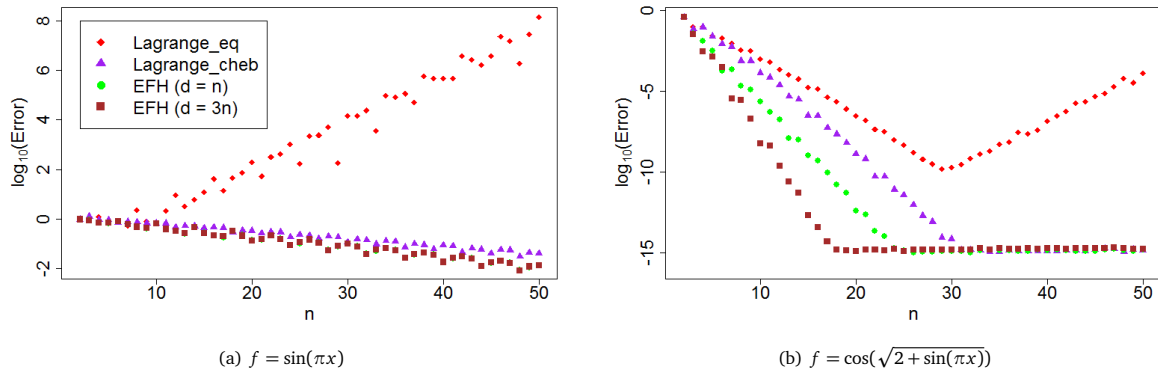 8
6
4
2
0
-2
log₁₀(Error)
10
20
30
40
50
n
Lagrange_eq
Lagrange_cheb
EFH (d = n)
EFH (d = 3n)
(a) f = sin(πx)
0
-5
-10
-15
log₁₀(Error)
10
20
30
40
50
n
(b) f = cos(√2 + sin(πx))